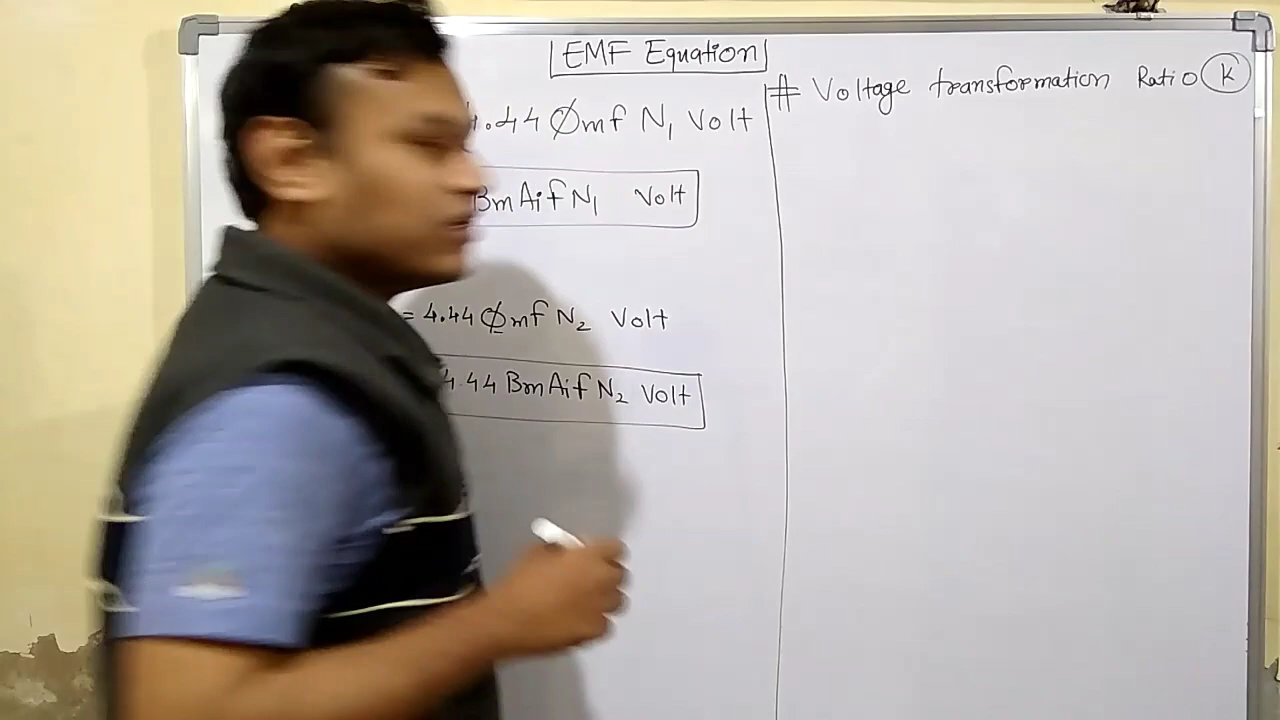 EMF Equation
4.44 Ømf N₁ Volt
Bm Ai f N₁ Volt
= 4.44 Ømf N₂ Volt
4.44 Bm Ai f N₂ Volt
# Voltage transformation Ratio K